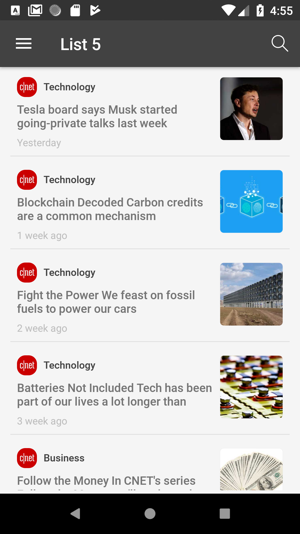 4:55
List 5
c|net Technology
Tesla board says Musk started
going-private talks last week
Yesterday
c|net Technology
Blockchain Decoded Carbon credits
are a common mechanism
1 week ago
c|net Technology
Fight the Power We feast on fossil
fuels to power our cars
2 week ago
c|net Technology
Batteries Not Included Tech has been
part of our lives a lot longer than
3 week ago
c|net Business
Follow the Money In CNET's series